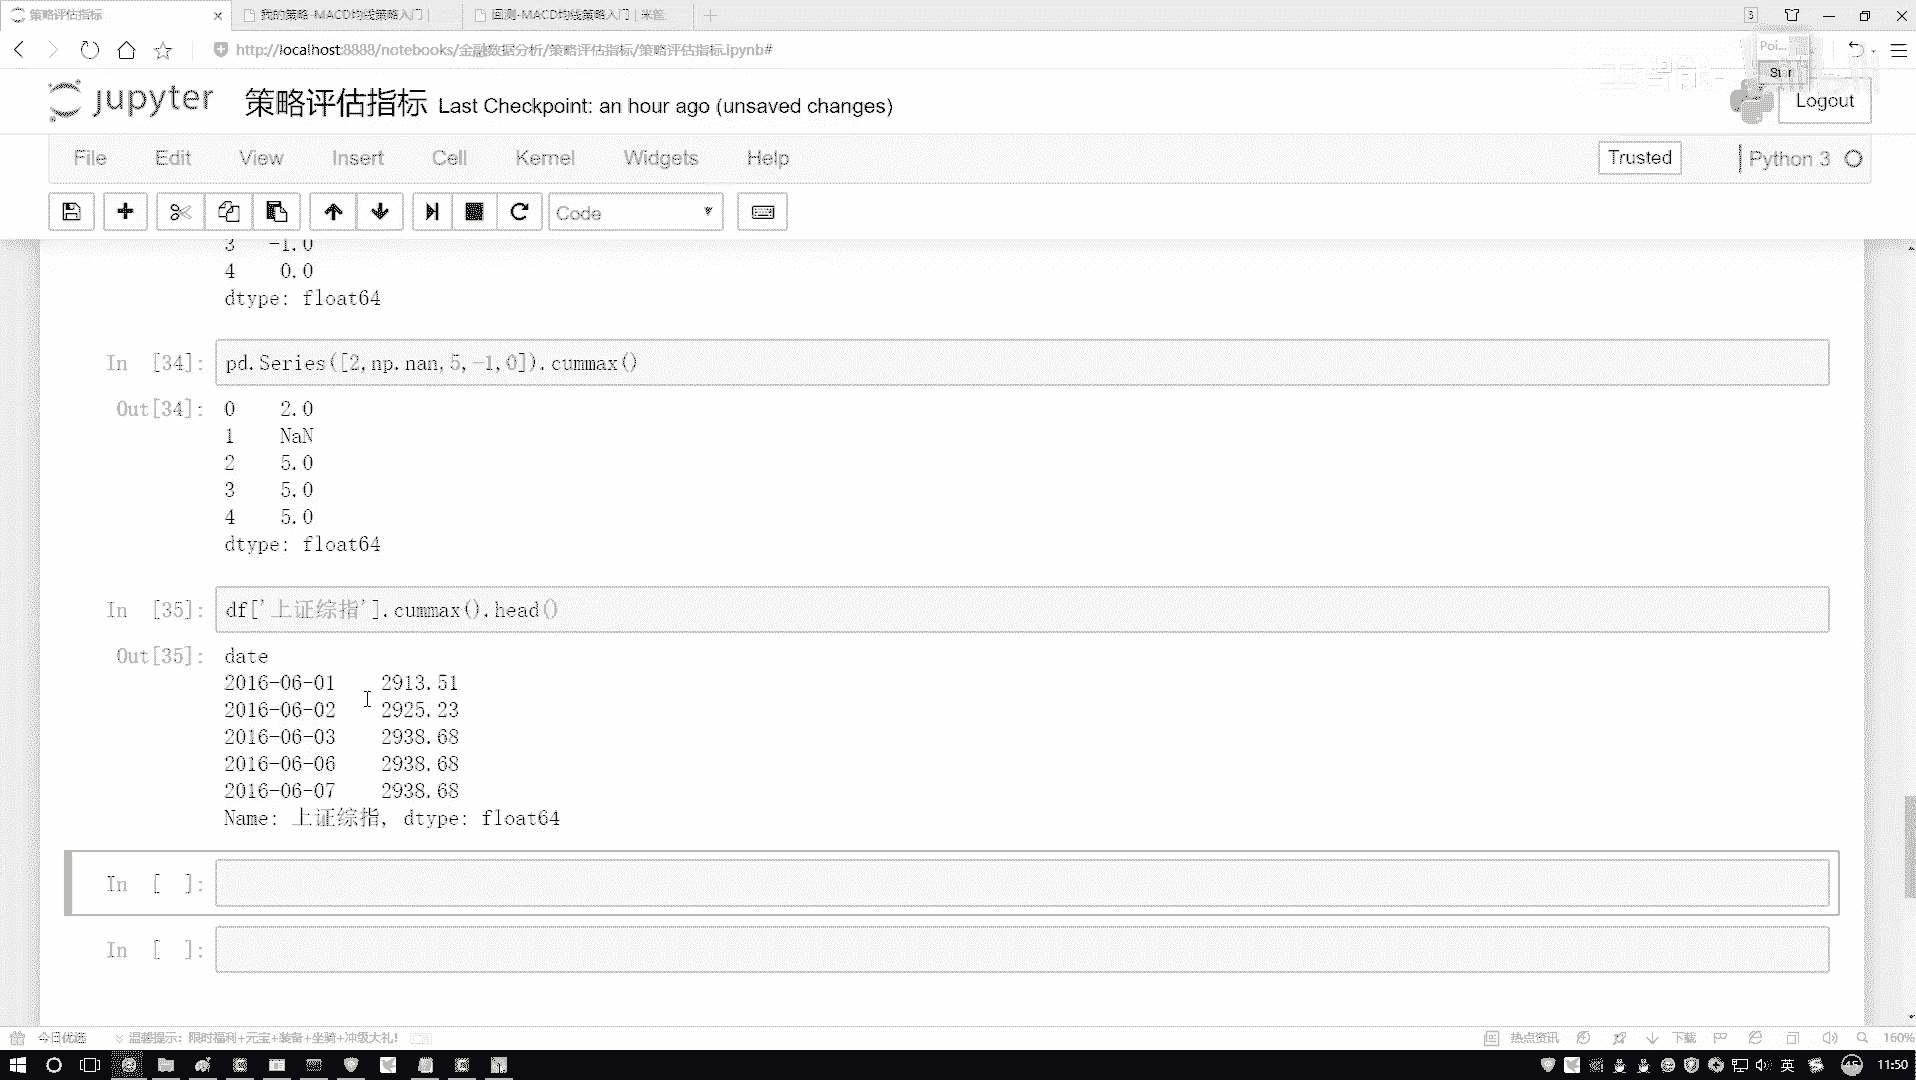 策略评估指标
我的策略-MACD均线策略入门 |
回测-MACD均线策略入门 | 米筐
3
http://localhost:8888/notebooks/金融数据分析/策略评估指标/策略评估指标.ipynb#
Poi...
jupyter 策略评估指标 Last Checkpoint: an hour ago (unsaved changes)
Logout
File Edit View Insert Cell Kernel Widgets Help
Trusted
Python 3
Code
3 -1.0
4 0.0
dtype: float64
In [34]: pd.Series([2,np.nan,5,-1,0]).cummax()
Out[34]: 0 2.0
1 NaN
2 5.0
3 5.0
4 5.0
dtype: float64
In [35]: df['上证综指'].cummax().head()
Out[35]: date
2016-06-01 2913.51
2016-06-02 2925.23
2016-06-03 2938.68
2016-06-06 2938.68
2016-06-07 2938.68
Name: 上证综指, dtype: float64
In [ ]:
In [ ]:
今日优选
温馨提示: 限时福利+元宝+装备+坐骑+冲级大礼!
热点资讯
下载
160%
英
45
11:50